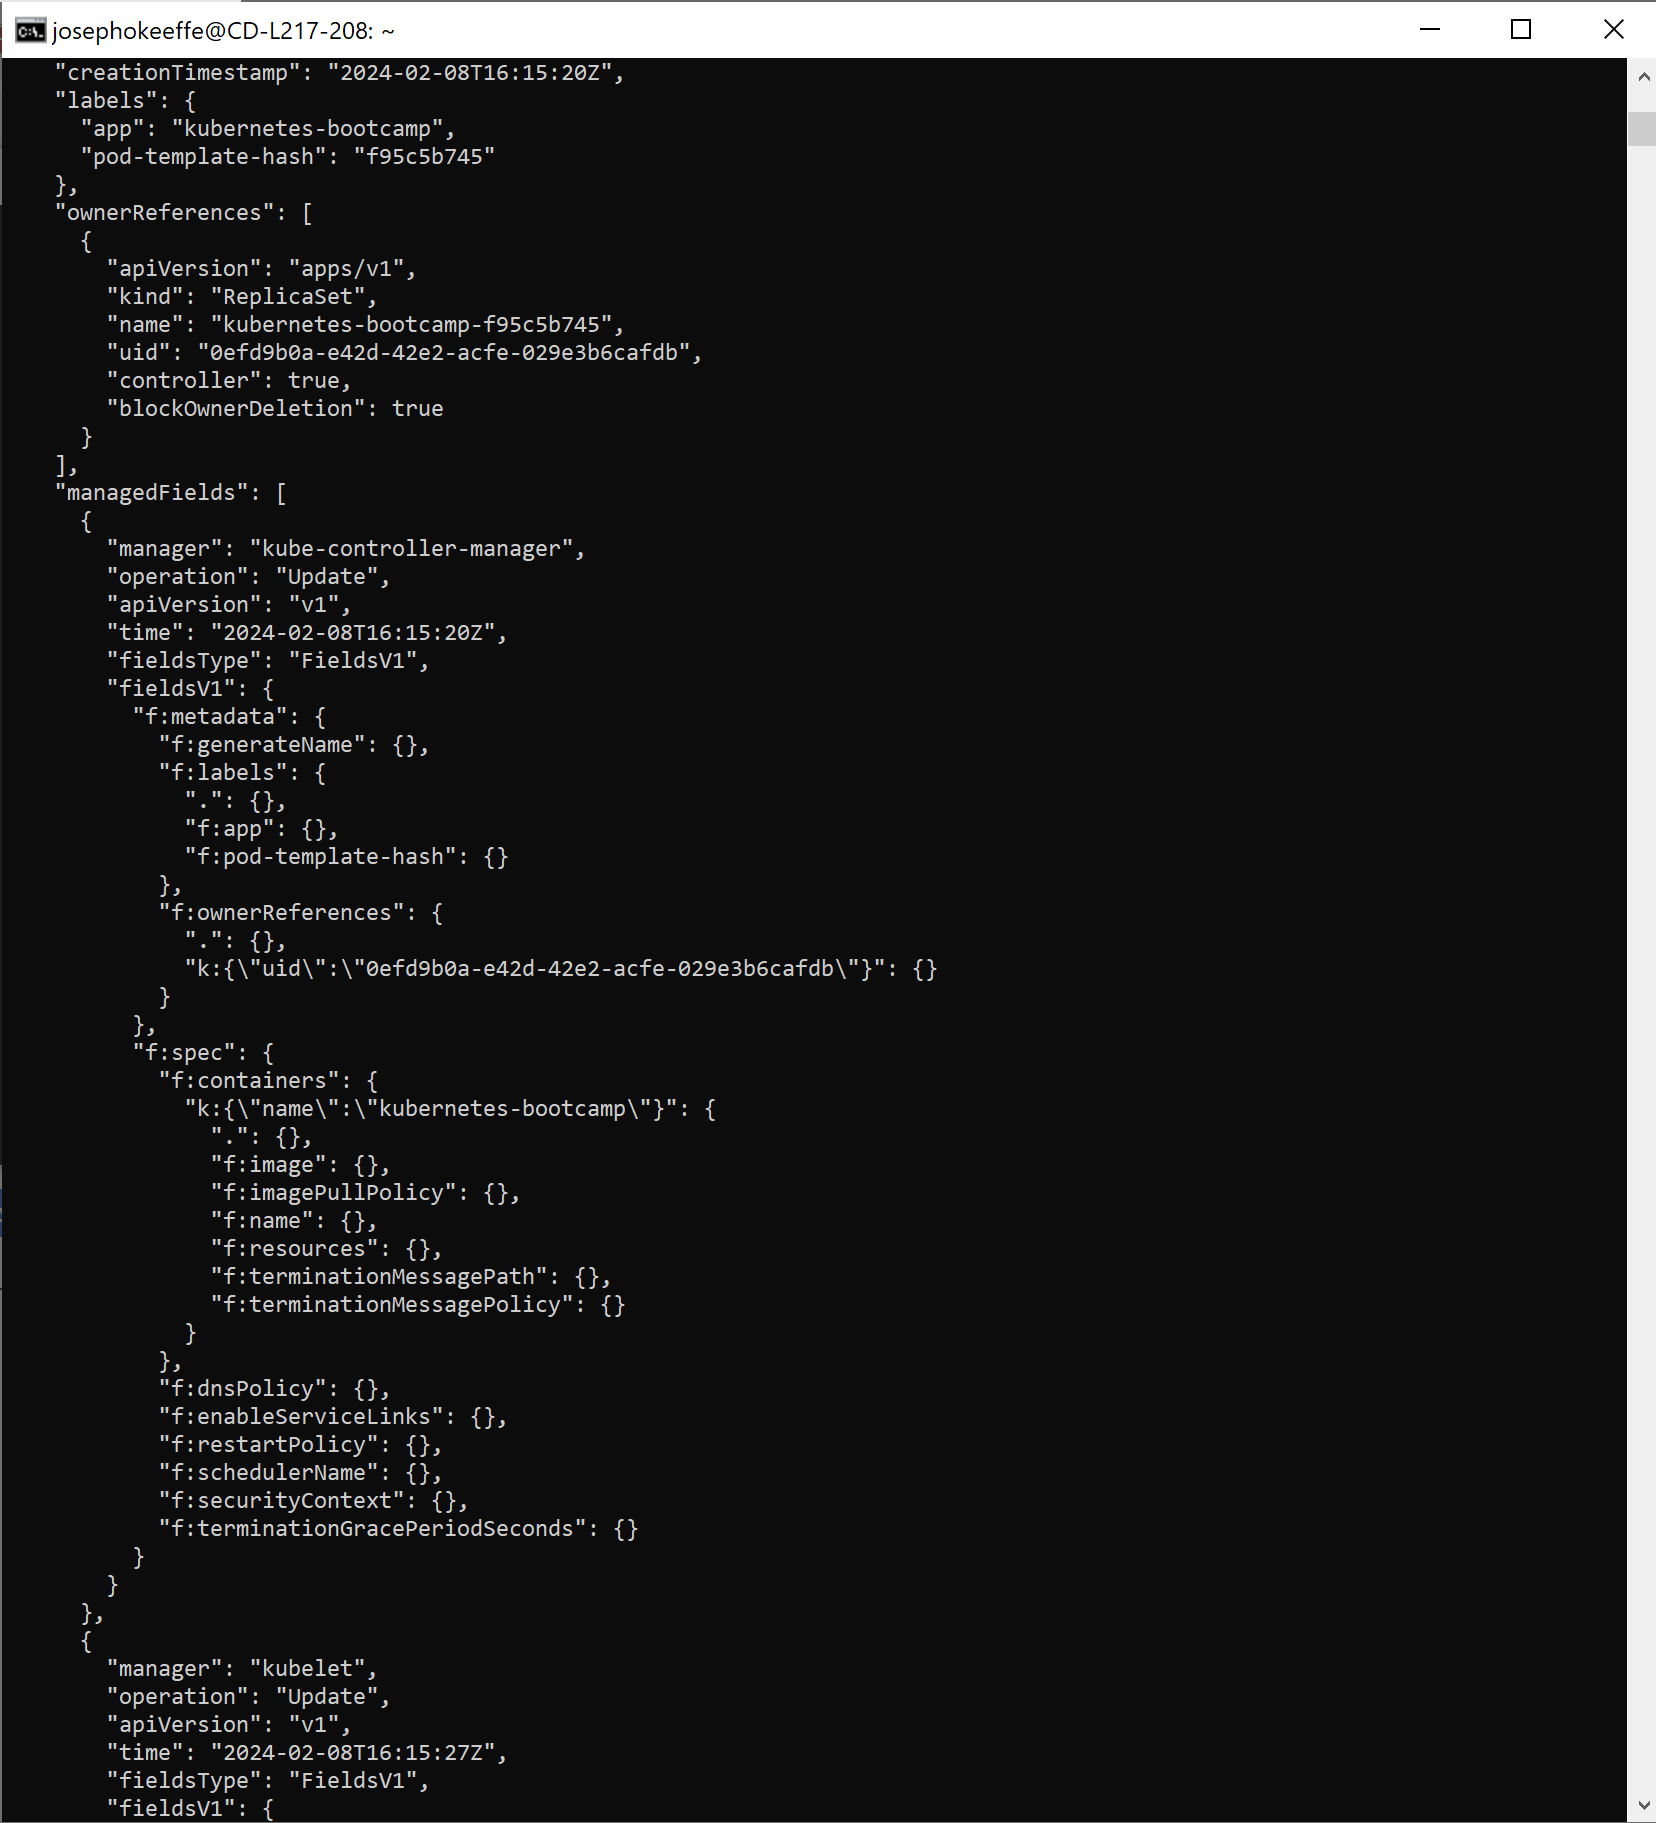 josephokeeffe@CD-L217-208: ~
    "creationTimestamp": "2024-02-08T16:15:20Z",
    "labels": {
      "app": "kubernetes-bootcamp",
      "pod-template-hash": "f95c5b745"
    },
    "ownerReferences": [
      {
        "apiVersion": "apps/v1",
        "kind": "ReplicaSet",
        "name": "kubernetes-bootcamp-f95c5b745",
        "uid": "0efd9b0a-e42d-42e2-acfe-029e3b6cafdb",
        "controller": true,
        "blockOwnerDeletion": true
      }
    ],
    "managedFields": [
      {
        "manager": "kube-controller-manager",
        "operation": "Update",
        "apiVersion": "v1",
        "time": "2024-02-08T16:15:20Z",
        "fieldsType": "FieldsV1",
        "fieldsV1": {
          "f:metadata": {
            "f:generateName": {},
            "f:labels": {
              ".": {},
              "f:app": {},
              "f:pod-template-hash": {}
            },
            "f:ownerReferences": {
              ".": {},
              "k:{\"uid\":\"0efd9b0a-e42d-42e2-acfe-029e3b6cafdb\"}": {}
            }
          },
          "f:spec": {
            "f:containers": {
              "k:{\"name\":\"kubernetes-bootcamp\"}": {
                ".": {},
                "f:image": {},
                "f:imagePullPolicy": {},
                "f:name": {},
                "f:resources": {},
                "f:terminationMessagePath": {},
                "f:terminationMessagePolicy": {}
              }
            },
            "f:dnsPolicy": {},
            "f:enableServiceLinks": {},
            "f:restartPolicy": {},
            "f:schedulerName": {},
            "f:securityContext": {},
            "f:terminationGracePeriodSeconds": {}
          }
        }
      },
      {
        "manager": "kubelet",
        "operation": "Update",
        "apiVersion": "v1",
        "time": "2024-02-08T16:15:27Z",
        "fieldsType": "FieldsV1",
        "fieldsV1": {